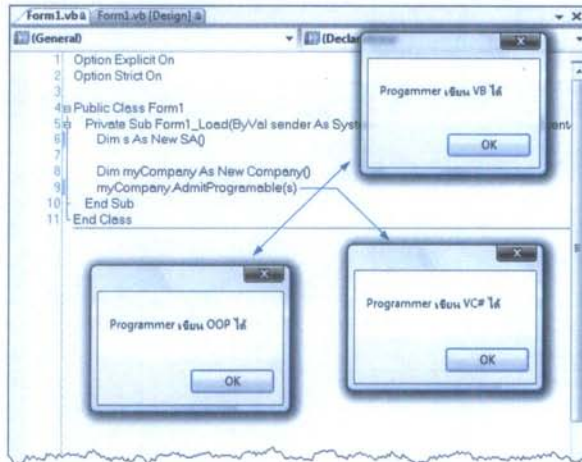 Form1.vb Form1.vb [Design]
(General)
1 Option Explicit On
2 Option Strict On
3
4 Public Class Form1
5 Private Sub Form1_Load(ByVal sender As
6 Dim s As New SA()
7
8 Dim myCompany As New Company()
9 myCompany.AdmitProgramable(s)
10 End Sub
11 End Class
Progammer เขียน VB ได้
OK
Programmer เขียน OOP ได้
OK
Programmer เขียน VC# ได้
OK